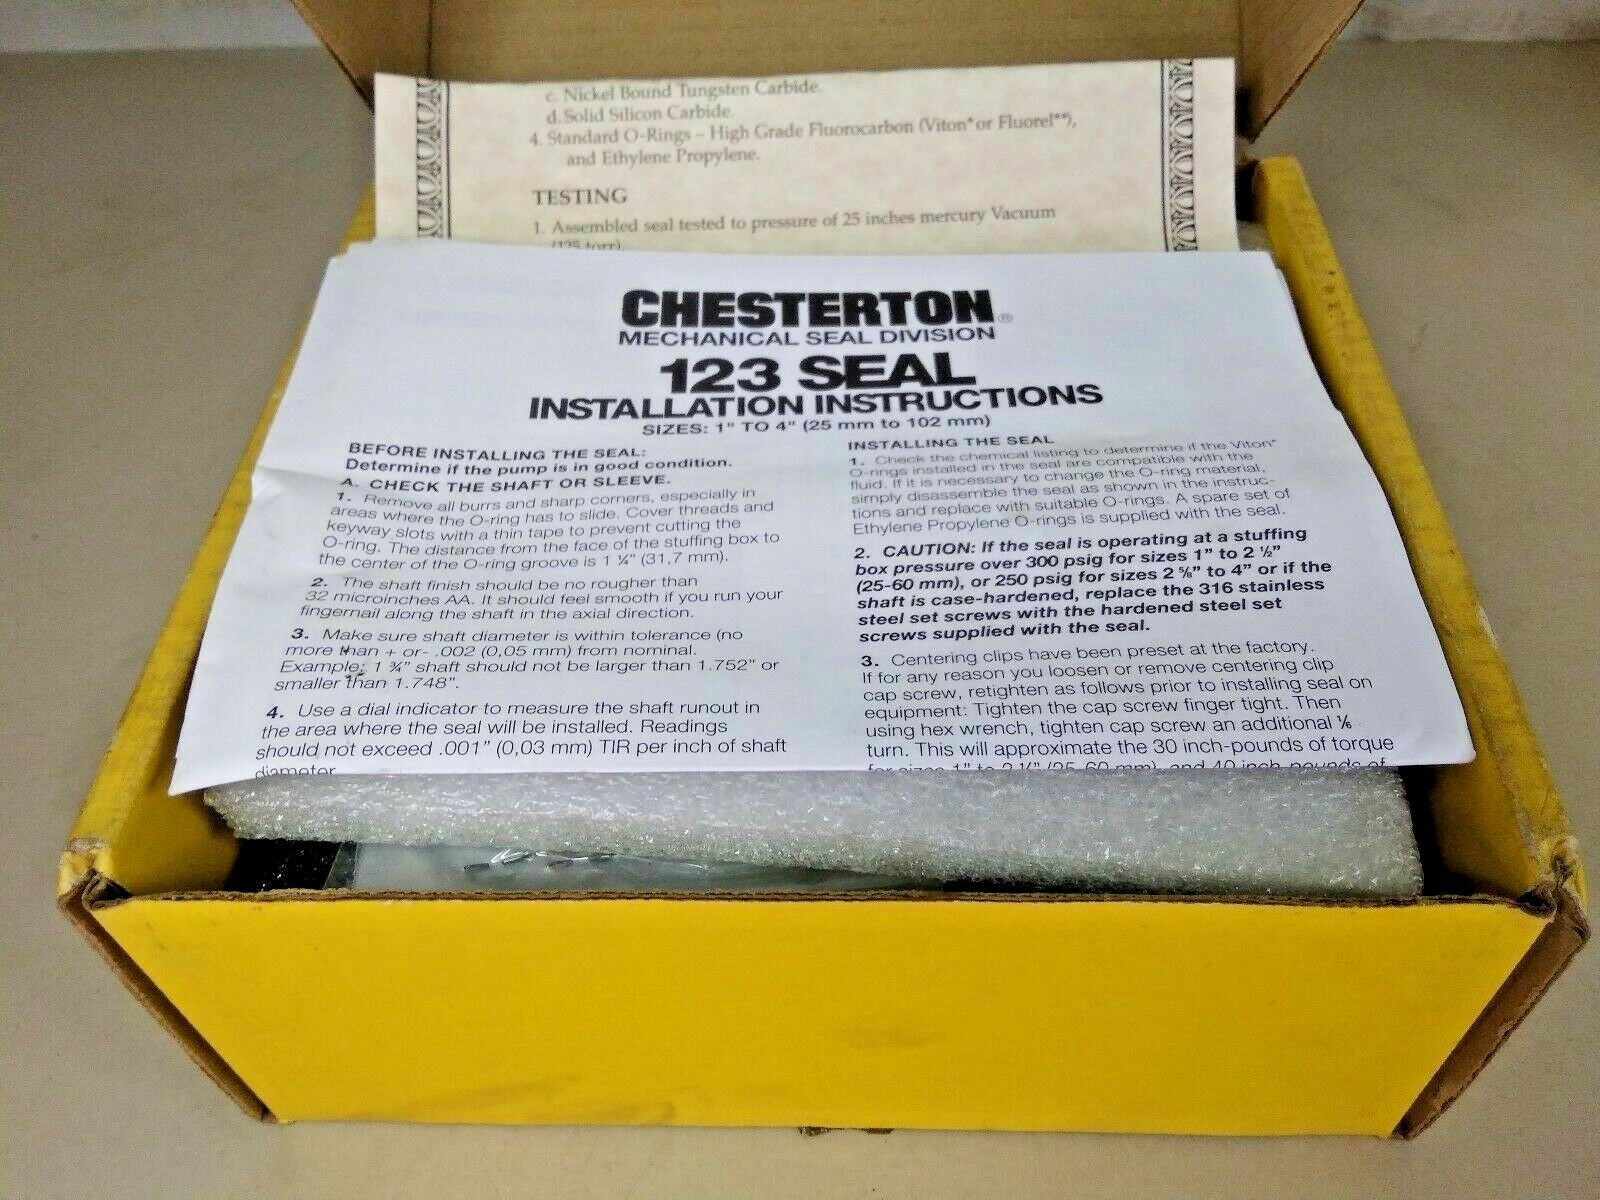 c. Nickel Bound Tungsten Carbide.
d. Solid Silicon Carbide.
4. Standard O-Rings – High Grade Fluorocarbon (Viton* or Fluorel**),
and Ethylene Propylene.
TESTING
1. Assembled seal tested to pressure of 25 inches mercury Vacuum
(125 torr).
CHESTERTON®
MECHANICAL SEAL DIVISION
123 SEAL
INSTALLATION INSTRUCTIONS
SIZES: 1" TO 4" (25 mm to 102 mm)
BEFORE INSTALLING THE SEAL:
Determine if the pump is in good condition.
A. CHECK THE SHAFT OR SLEEVE.
1. Remove all burrs and sharp corners, especially in
areas where the O-ring has to slide. Cover threads and
keyway slots with a thin tape to prevent cutting the
O-ring. The distance from the face of the stuffing box to
the center of the O-ring groove is 1 ¼" (31,7 mm).
2. The shaft finish should be no rougher than
32 microinches AA. It should feel smooth if you run your
fingernail along the shaft in the axial direction.
3. Make sure shaft diameter is within tolerance (no
more than + or- .002 (0,05 mm) from nominal.
Example: 1 ¾" shaft should not be larger than 1.752" or
smaller than 1.748".
4. Use a dial indicator to measure the shaft runout in
the area where the seal will be installed. Readings
should not exceed .001" (0,03 mm) TIR per inch of shaft
diameter.
INSTALLING THE SEAL
1. Check the chemical listing to determine if the Viton*
O-rings installed in the seal are compatible with the
fluid. If it is necessary to change the O-ring material,
simply disassemble the seal as shown in the instruc-
tions and replace with suitable O-rings. A spare set of
Ethylene Propylene O-rings is supplied with the seal.
2. CAUTION: If the seal is operating at a stuffing
box pressure over 300 psig for sizes 1" to 2 ½"
(25-60 mm), or 250 psig for sizes 2 ⅝" to 4" or if the
shaft is case-hardened, replace the 316 stainless
steel set screws with the hardened steel set
screws supplied with the seal.
3. Centering clips have been preset at the factory.
If for any reason you loosen or remove centering clip
cap screw, retighten as follows prior to installing seal on
equipment: Tighten the cap screw finger tight. Then
using hex wrench, tighten cap screw an additional ⅙
turn. This will approximate the 30 inch-pounds of torque
for sizes 1" to 2 ½" (25-60 mm), and 40 inch-pounds of